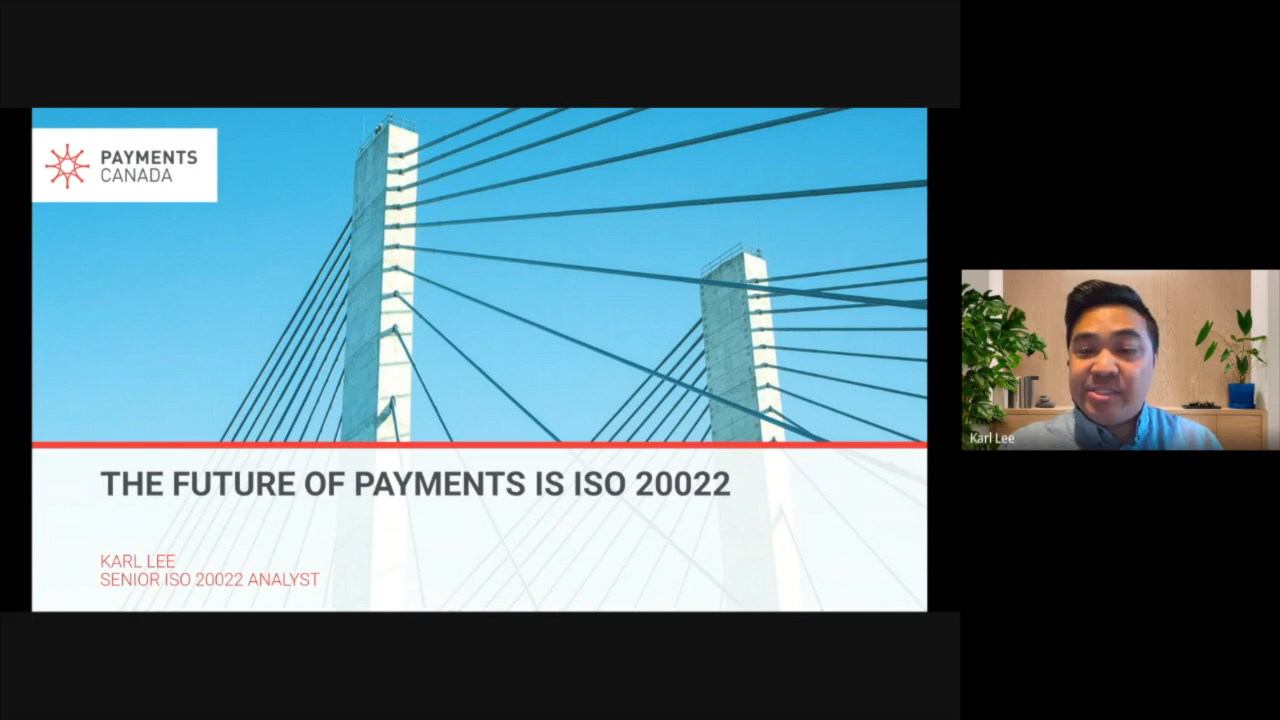 PAYMENTS
CANADA
THE FUTURE OF PAYMENTS IS ISO 20022
KARL LEE
SENIOR ISO 20022 ANALYST
Karl Lee